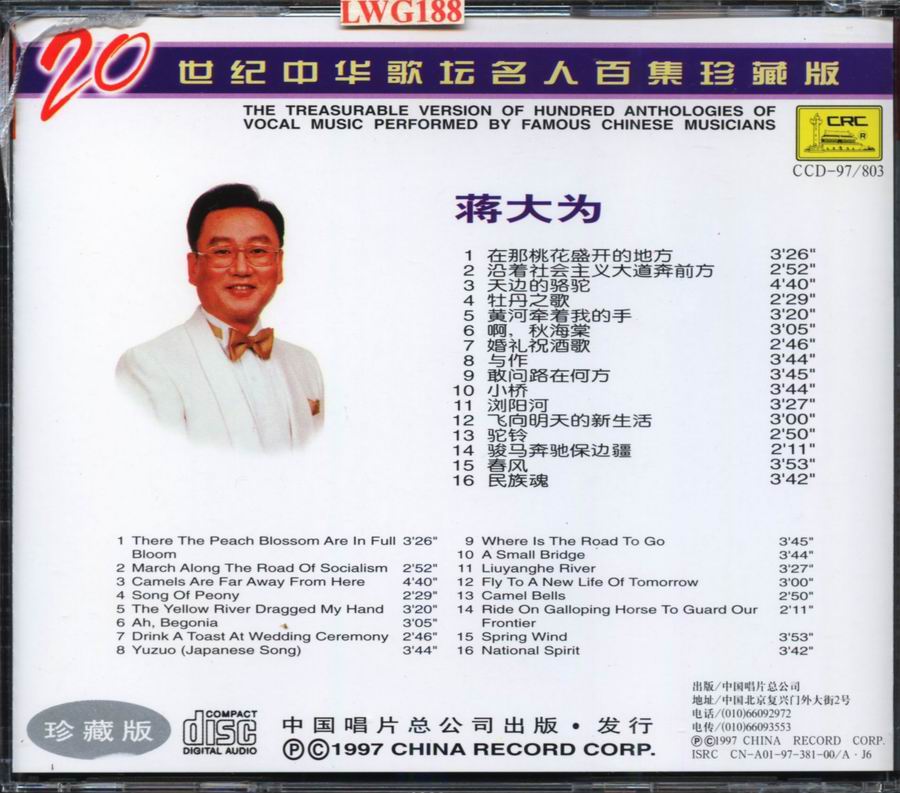 LWG188
20世纪中华歌坛名人百集珍藏版
THE TREASURABLE VERSION OF HUNDRED ANTHOLOGIES OF
VOCAL MUSIC PERFORMED BY FAMOUS CHINESE MUSICIANS
CRC
R
CCD-97/803
蒋大为
1 在那桃花盛开的地方 3'26"
2 沿着社会主义大道奔前方 2'52"
3 天边的骆驼 4'40"
4 牡丹之歌 2'29"
5 黄河牵着我的手 3'20"
6 啊，秋海棠 3'05"
7 婚礼祝酒歌 2'46"
8 与作 3'44"
9 敢问路在何方 3'45"
10 小桥 3'44"
11 浏阳河 3'27"
12 飞向明天的新生活 3'00"
13 驼铃 2'50"
14 骏马奔驰保边疆 2'11"
15 春风 3'53"
16 民族魂 3'42"
1 There The Peach Blossom Are In Full 3'26"
Bloom
2 March Along The Road Of Socialism 2'52"
3 Camels Are Far Away From Here 4'40"
4 Song Of Peony 2'29"
5 The Yellow River Dragged My Hand 3'20"
6 Ah, Begonia 3'05"
7 Drink A Toast At Wedding Ceremony 2'46"
8 Yuzuo (Japanese Song) 3'44"
9 Where Is The Road To Go 3'45"
10 A Small Bridge 3'44"
11 Liuyanghe River 3'27"
12 Fly To A New Life Of Tomorrow 3'00"
13 Camel Bells 2'50"
14 Ride On Galloping Horse To Guard Our 2'11"
Frontier
15 Spring Wind 3'53"
16 National Spirit 3'42"
珍藏版
COMPACT
disc
DIGITAL AUDIO
中国唱片总公司出版·发行
℗©1997 CHINA RECORD CORP.
出版/中国唱片总公司
地址/中国北京复兴门外大街2号
电话/(010)66092972
电传/(010)66093553
℗©1997 CHINA RECORD CORP.
ISRC CN-A01-97-381-00/A·J6